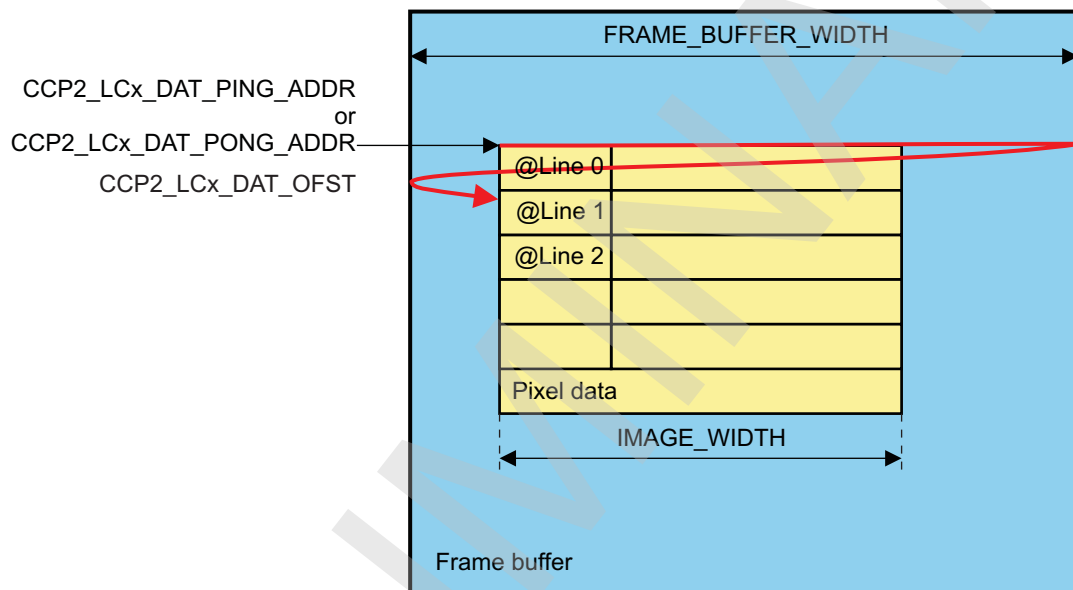 FRAME_BUFFER_WIDTH
CCP2_LCx_DAT_PING_ADDR
or
CCP2_LCx_DAT_PONG_ADDR
CCP2_LCx_DAT_OFST
@Line 0
@Line 1
@Line 2
Pixel data
IMAGE_WIDTH
Frame buffer